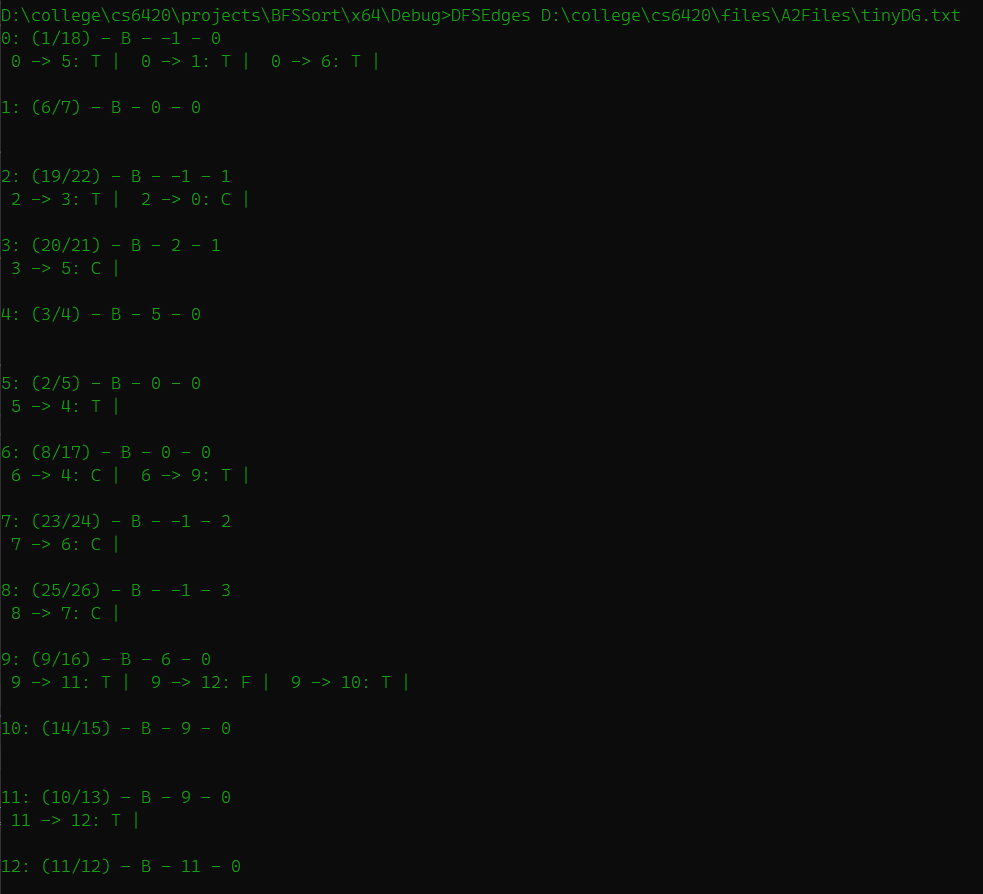 D:\college\cs6420\projects\BFSSort\x64\Debug>DFSEdges D:\college\cs6420\files\A2Files\tinyDG.txt
0: (1/18) - B - -1 - 0
0 -> 5: T |  0 -> 1: T |  0 -> 6: T |
1: (6/7) - B - 0 - 0
2: (19/22) - B - -1 - 1
2 -> 3: T |  2 -> 0: C |
3: (20/21) - B - 2 - 1
3 -> 5: C |
4: (3/4) - B - 5 - 0
5: (2/5) - B - 0 - 0
5 -> 4: T |
6: (8/17) - B - 0 - 0
6 -> 4: C |  6 -> 9: T |
7: (23/24) - B - -1 - 2
7 -> 6: C |
8: (25/26) - B - -1 - 3
8 -> 7: C |
9: (9/16) - B - 6 - 0
9 -> 11: T |  9 -> 12: F |  9 -> 10: T |
10: (14/15) - B - 9 - 0
11: (10/13) - B - 9 - 0
11 -> 12: T |
12: (11/12) - B - 11 - 0